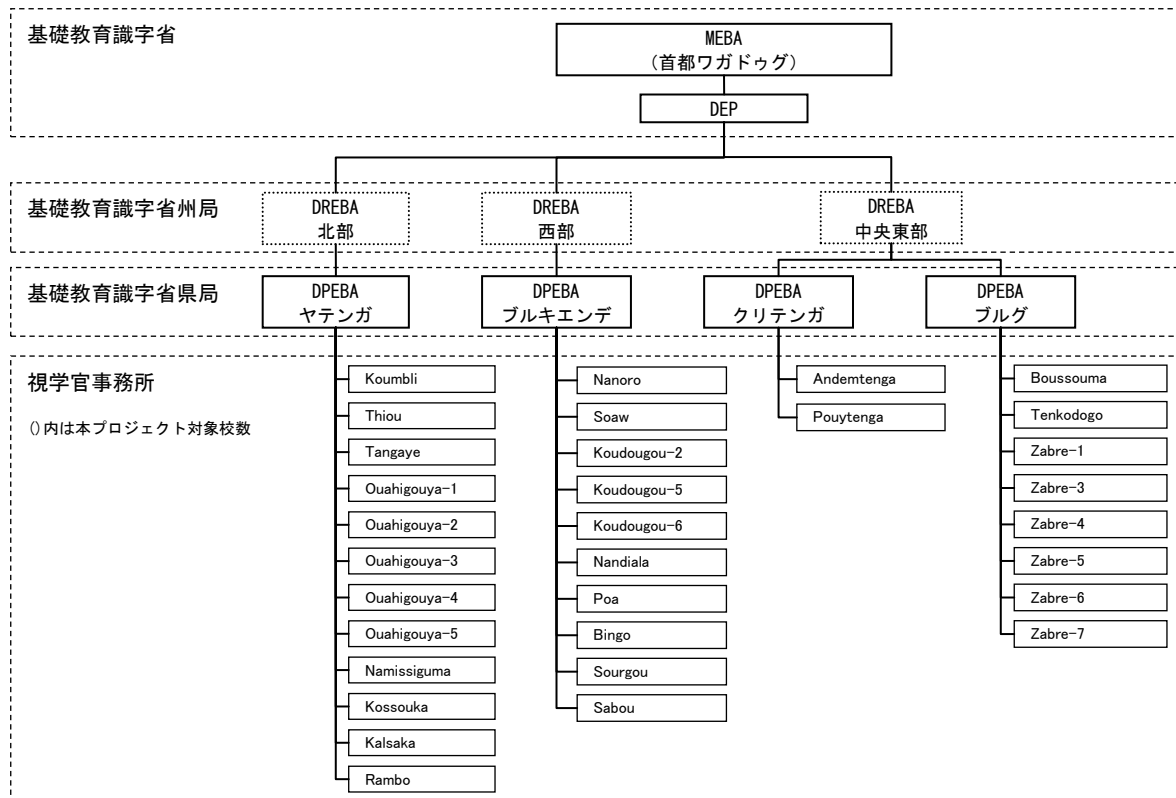 基礎教育識字省
MEBA
(首都ワガドゥグ)
DEP
基礎教育識字省州局
DREBA
北部
DREBA
西部
DREBA
中央東部
基礎教育識字省県局
DPEBA
ヤテンガ
DPEBA
ブルキエンデ
DPEBA
クリテンガ
DPEBA
ブルグ
視学官事務所
()内は本プロジェクト対象校数
Koumbli
Thiou
Tangaye
Ouahigouya-1
Ouahigouya-2
Ouahigouya-3
Ouahigouya-4
Ouahigouya-5
Namissiguma
Kossouka
Kalsaka
Rambo
Nanoro
Soaw
Koudougou-2
Koudougou-5
Koudougou-6
Nandiala
Poa
Bingo
Sourgou
Sabou
Andemtenga
Pouytenga
Boussouma
Tenkodogo
Zabre-1
Zabre-3
Zabre-4
Zabre-5
Zabre-6
Zabre-7